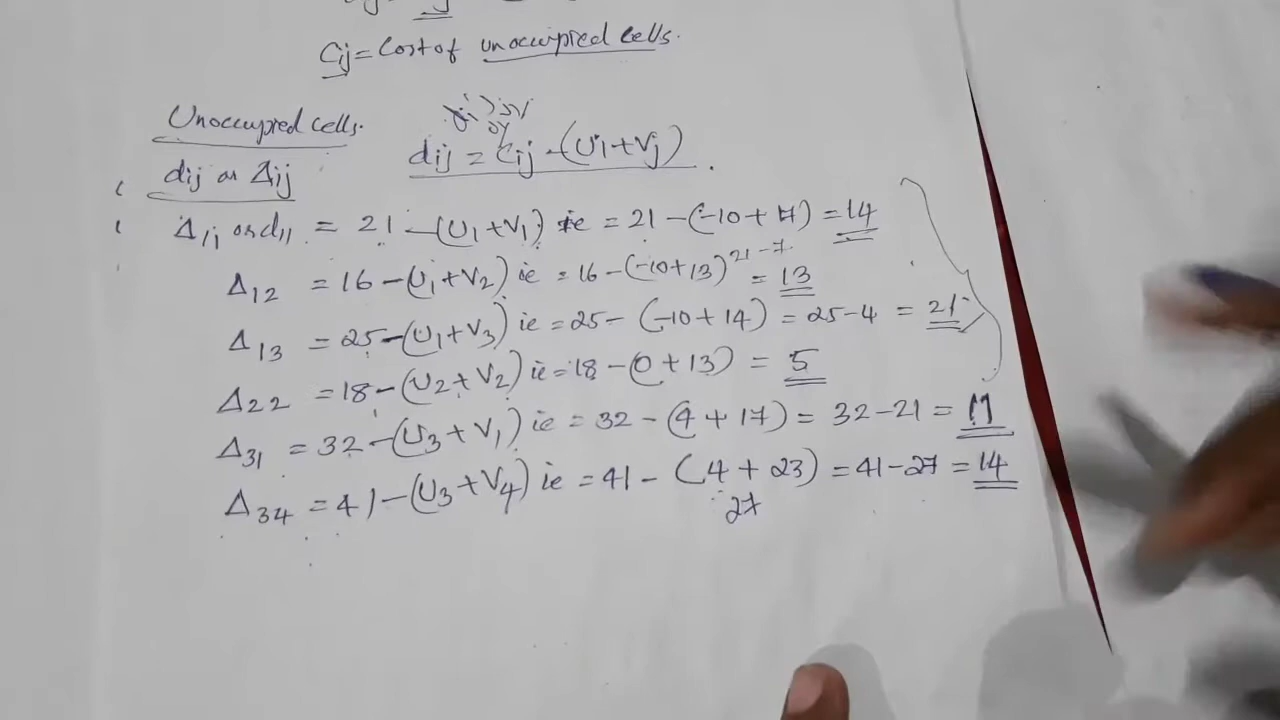 Cij = Cost of unoccupied cells.
Unoccupied cells.
dij = Cij - (Ui+Vj).
dij or Δij
Δ11 or d11 = 21 - (U1+V1) ie = 21 - (-10+17) = 14
21-7
Δ12 = 16 - (U1+V2) ie = 16 - (-10+13) = 13
Δ13 = 25 - (U1+V3) ie = 25 - (-10+14) = 25-4 = 21
Δ22 = 18 - (U2+V2) ie = 18 - (0+13) = 5
Δ31 = 32 - (U3+V1) ie = 32 - (4+17) = 32-21 = 11
Δ34 = 41 - (U3+V4) ie = 41 - (4+23) = 41-27 = 14
27